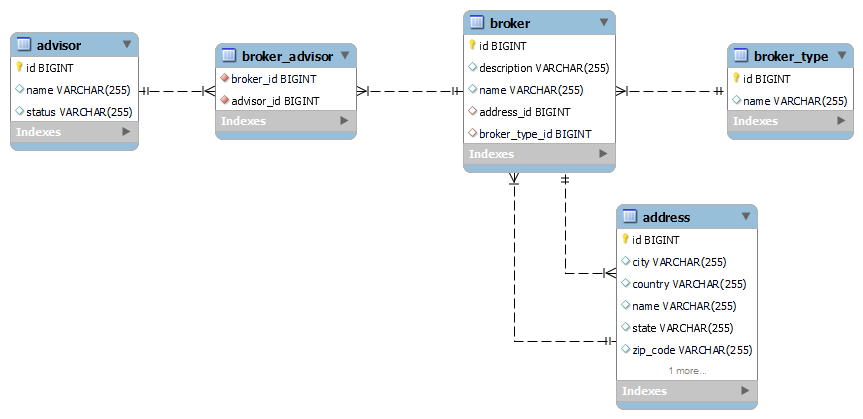 advisor
id BIGINT
name VARCHAR(255)
status VARCHAR(255)
Indexes
broker_advisor
broker_id BIGINT
advisor_id BIGINT
Indexes
broker
id BIGINT
description VARCHAR(255)
name VARCHAR(255)
address_id BIGINT
broker_type_id BIGINT
Indexes
broker_type
id BIGINT
name VARCHAR(255)
Indexes
address
id BIGINT
city VARCHAR(255)
country VARCHAR(255)
name VARCHAR(255)
state VARCHAR(255)
zip_code VARCHAR(255)
1 more...
Indexes